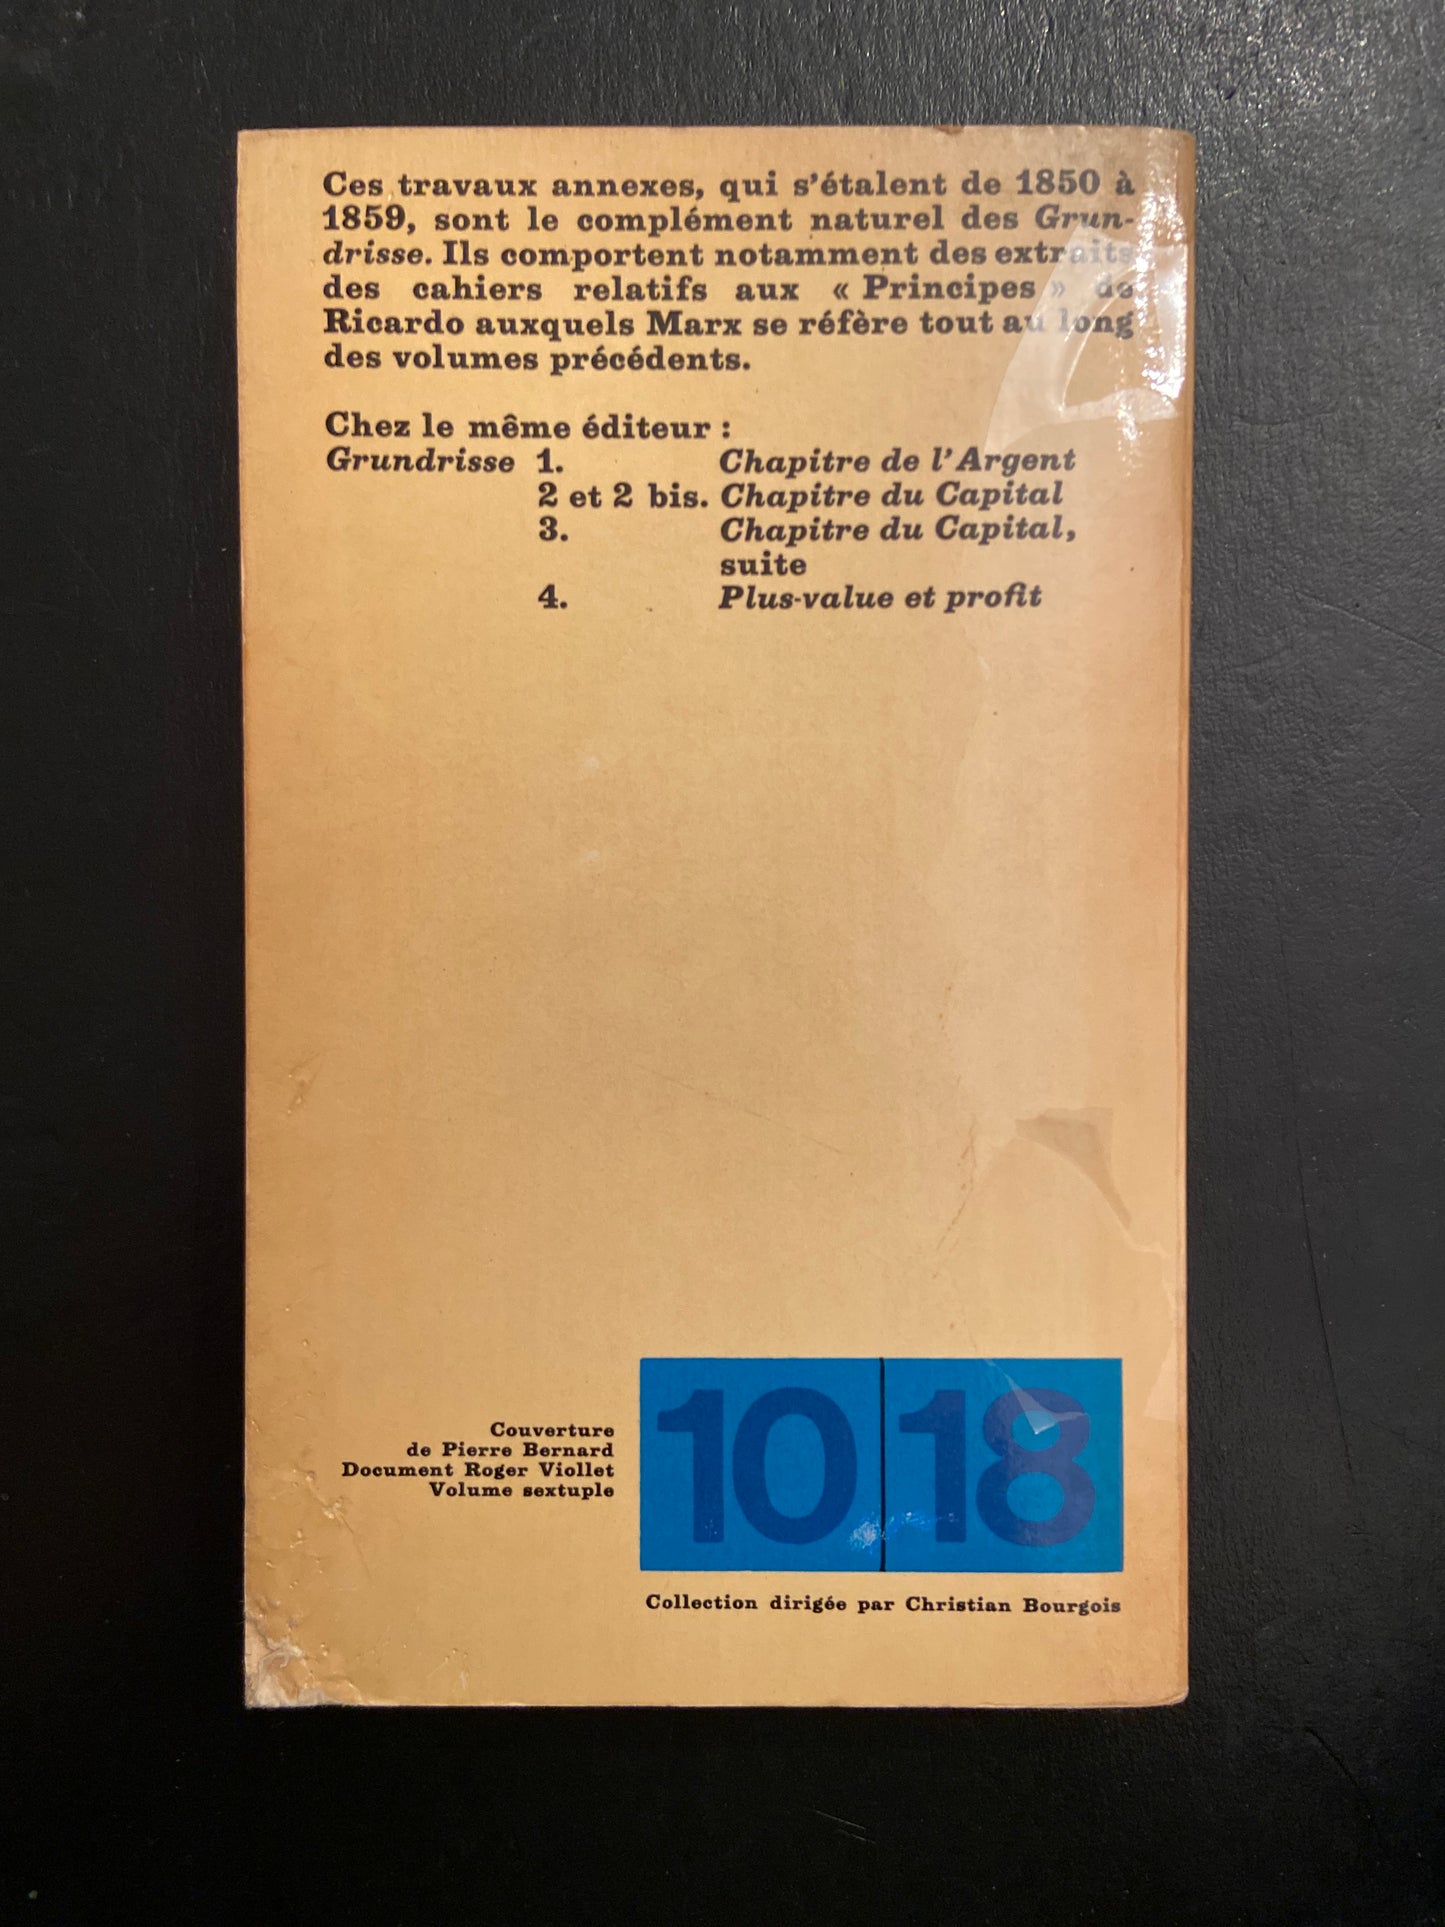 Ces travaux annexes, qui s'étalent de 1850 à
1859, sont le complément naturel des Grun-
drisse. Ils comportent notamment des extraits
des cahiers relatifs aux « Principes » de
Ricardo auxquels Marx se réfère tout au long
des volumes précédents.
Chez le même éditeur :
Grundrisse 1. Chapitre de l'Argent
2 et 2 bis. Chapitre du Capital
3. Chapitre du Capital,
suite
4. Plus-value et profit
Couverture
de Pierre Bernard
Document Roger Viollet
Volume sextuple
10 18
Collection dirigée par Christian Bourgois